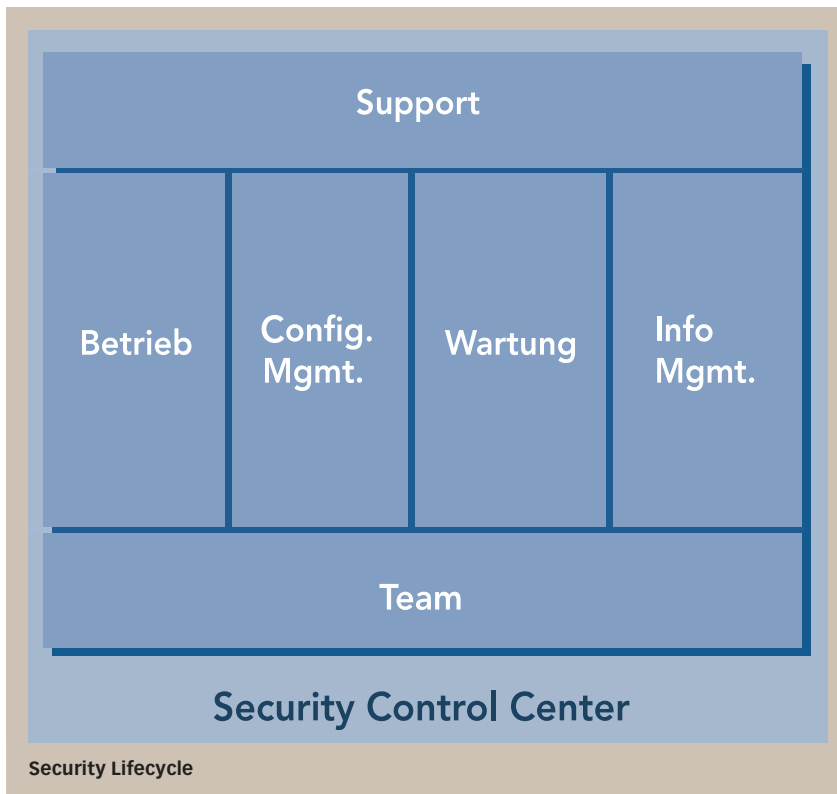 Support
Betrieb
Config.
Mgmt.
Wartung
Info
Mgmt.
Team
Security Control Center
Security Lifecycle